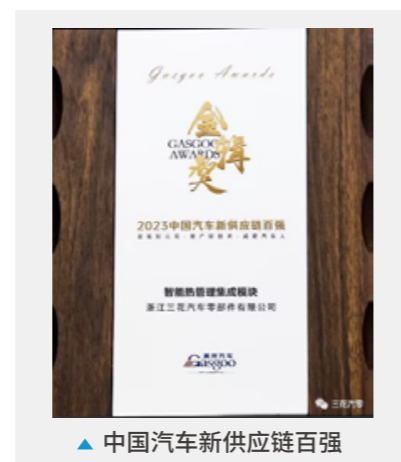 Gasgoo Awards
金辑奖
GASGOO
AWARDS
2023中国汽车新供应链百强
智能热管理集成模块
浙江三花汽车零部件有限公司
盖世汽车
Gasgoo
三花汽零
▲ 中国汽车新供应链百强